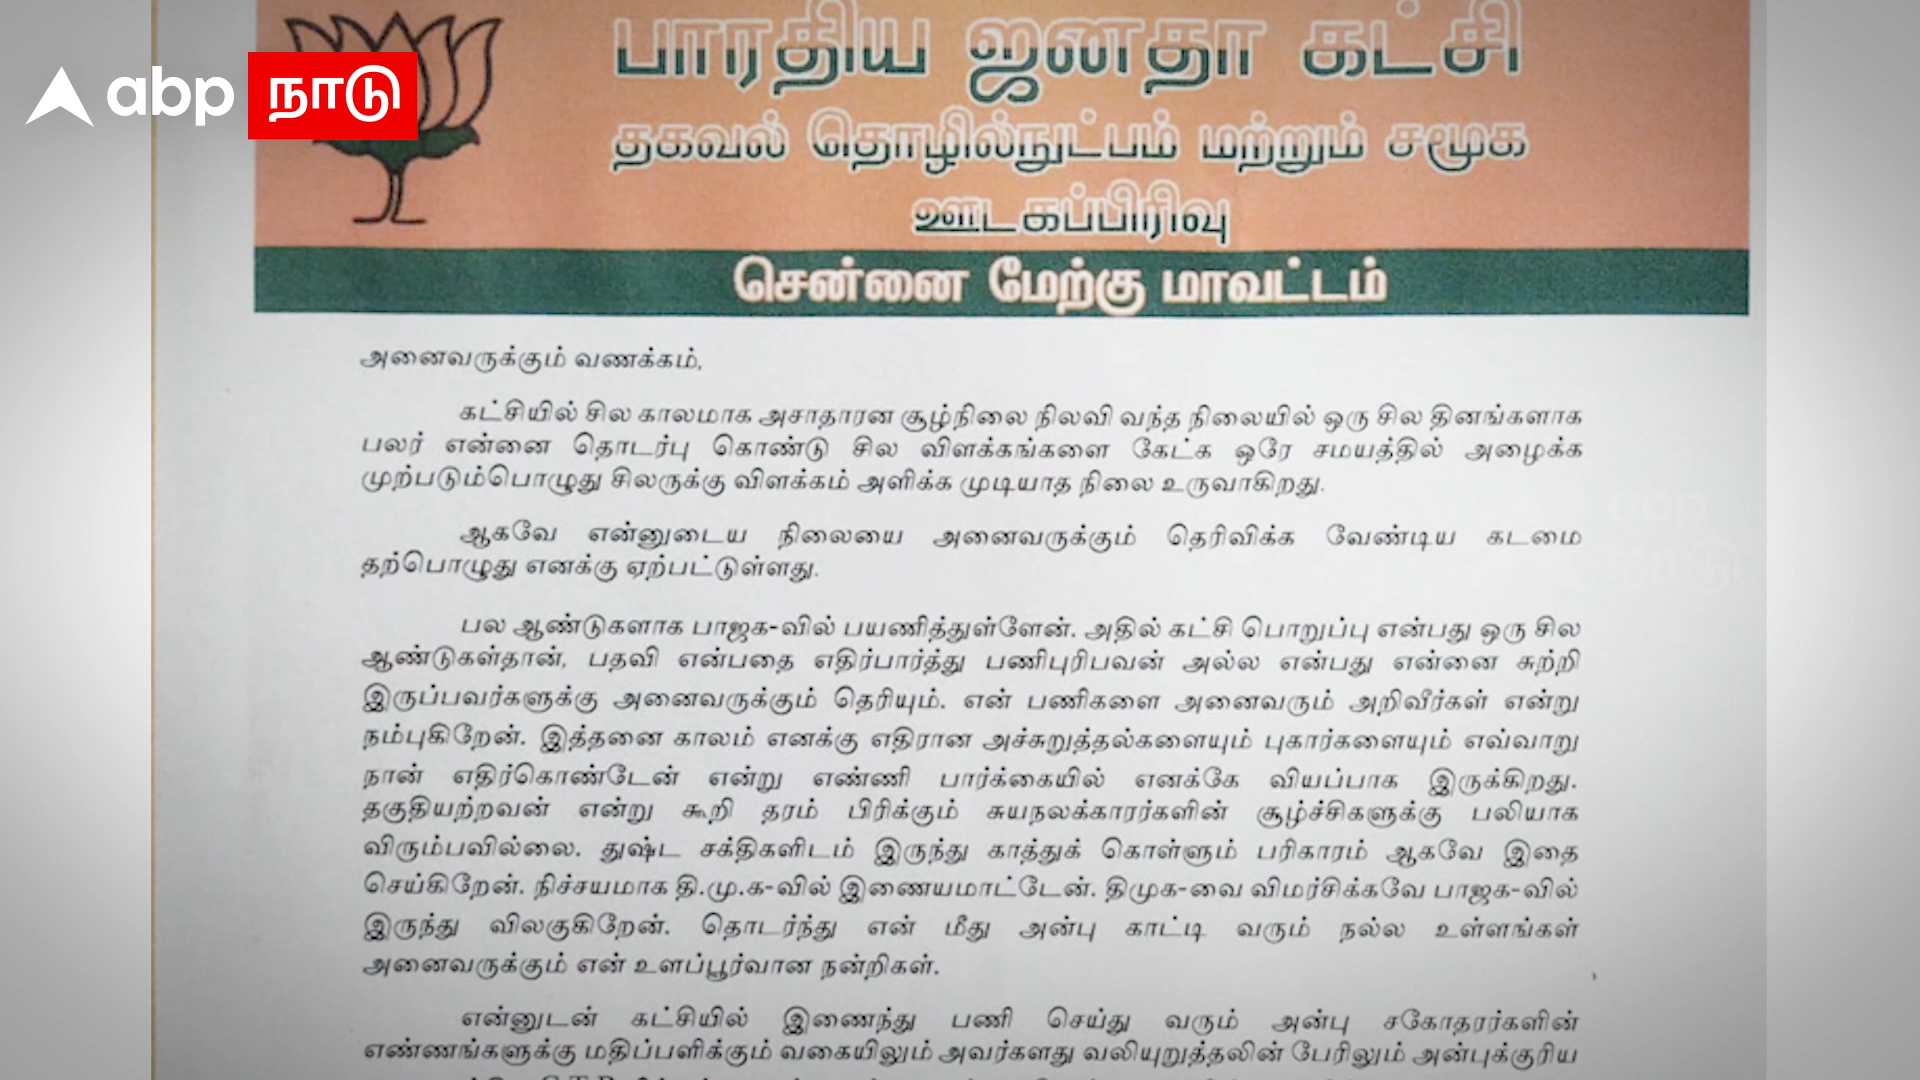 abp நாடு
பாரதிய ஜனதா கட்சி
தகவல் தொழில்நுட்பம் மற்றும் சமூக
ஊடகப்பிரிவு
சென்னை மேற்கு மாவட்டம்
அனைவருக்கும் வணக்கம்,
கட்சியில் சில காலமாக அசாதாரன சூழ்நிலை நிலவி வந்த நிலையில் ஒரு சில தினங்களாக
பலர் என்னை தொடர்பு கொண்டு சில விளக்கங்களை கேட்க ஒரே சமயத்தில் அழைக்க
முற்படும்பொழுது சிலருக்கு விளக்கம் அளிக்க முடியாத நிலை உருவாகிறது.
ஆகவே என்னுடைய நிலையை அனைவருக்கும் தெரிவிக்க வேண்டிய கடமை
தற்பொழுது எனக்கு ஏற்பட்டுள்ளது.
பல ஆண்டுகளாக பாஜக-வில் பயணித்துள்ளேன். அதில் கட்சி பொறுப்பு என்பது ஒரு சில
ஆண்டுகள்தான், பதவி என்பதை எதிர்பார்த்து பணிபுரிபவன் அல்ல என்பது என்னை சுற்றி
இருப்பவர்களுக்கு அனைவருக்கும் தெரியும். என் பணிகளை அனைவரும் அறிவீர்கள் என்று
நம்புகிறேன். இத்தனை காலம் எனக்கு எதிரான அச்சுறுத்தல்களையும் புகார்களையும் எவ்வாறு
நான் எதிர்கொண்டேன் என்று எண்ணி பார்க்கையில் எனக்கே வியப்பாக இருக்கிறது.
தகுதியற்றவன் என்று கூறி தரம் பிரிக்கும் சுயநலக்காரர்களின் சூழ்ச்சிகளுக்கு பலியாக
விரும்பவில்லை. துஷ்ட சக்திகளிடம் இருந்து காத்துக் கொள்ளும் பரிகாரம் ஆகவே இதை
செய்கிறேன். நிச்சயமாக தி.மு.க-வில் இணையமாட்டேன். திமுக-வை விமர்சிக்கவே பாஜக-வில்
இருந்து விலகுகிறேன். தொடர்ந்து என் மீது அன்பு காட்டி வரும் நல்ல உள்ளங்கள்
அனைவருக்கும் என் உளப்பூர்வான நன்றிகள்.
என்னுடன் கட்சியில் இணைந்து பணி செய்து வரும் அன்பு சகோதரர்களின்
எண்ணங்களுக்கு மதிப்பளிக்கும் வகையிலும் அவர்களது வலியுறுத்தலின் பேரிலும் அன்புக்குரிய